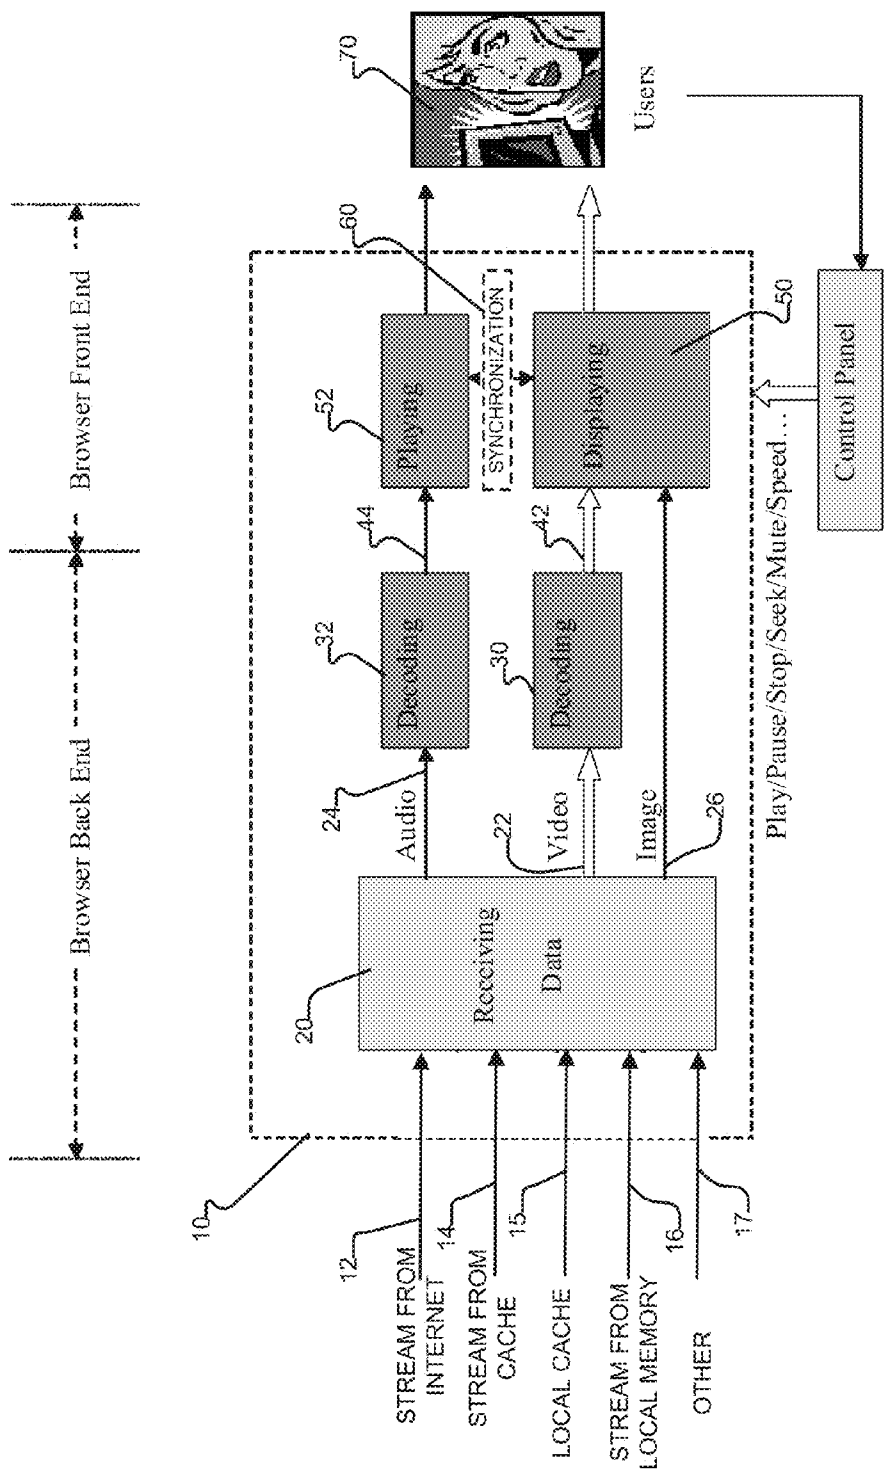 Browser Back End
Browser Front End
10
12
STREAM FROM
INTERNET
14
STREAM FROM
CACHE
15
LOCAL CACHE
16
STREAM FROM
LOCAL MEMORY
17
OTHER
20
Receiving
Data
24
Audio
22
Video
Image
26
32
Decoding
30
Decoding
44
42
52
Playing
60
SYNCHRONIZATION
Displaying
50
70
Users
Play/Pause/Stop/Seek/Mute/Speed...
Control Panel